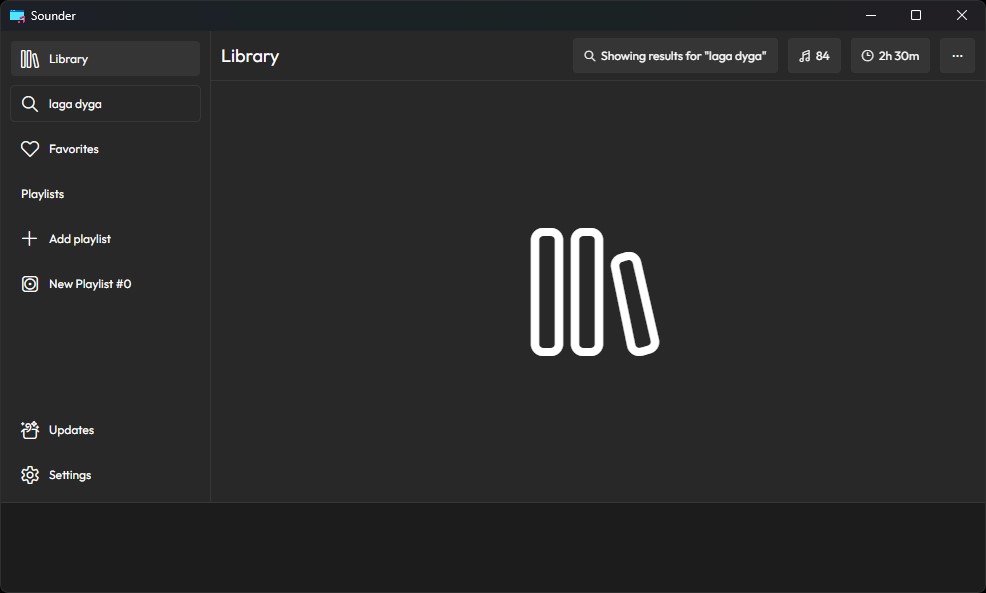 Sounder
Library
laga dyga
Favorites
Playlists
Add playlist
New Playlist #0
Updates
Settings
Library
Showing results for "laga dyga"
84
2h 30m
...